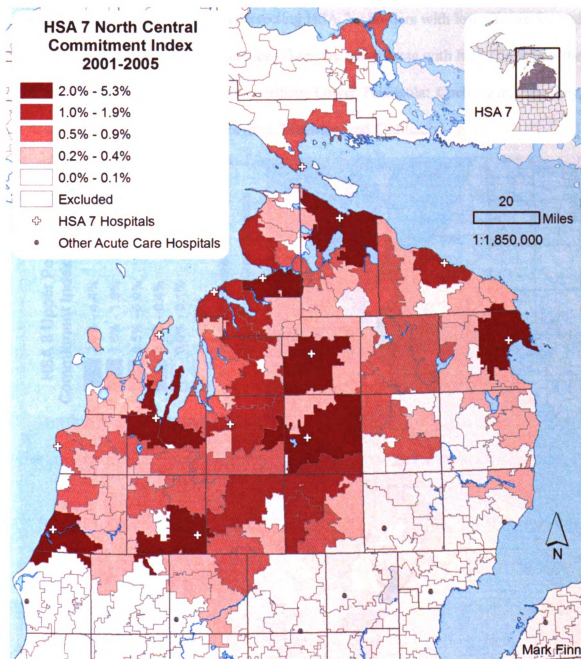 HSA 7 North Central
Commitment Index
2001-2005
2.0% - 5.3%
1.0% - 1.9%
0.5% - 0.9%
0.2% - 0.4%
0.0% - 0.1%
Excluded
HSA 7 Hospitals
Other Acute Care Hospitals
HSA 7
20
Miles
1:1,850,000
N
Mark Finn